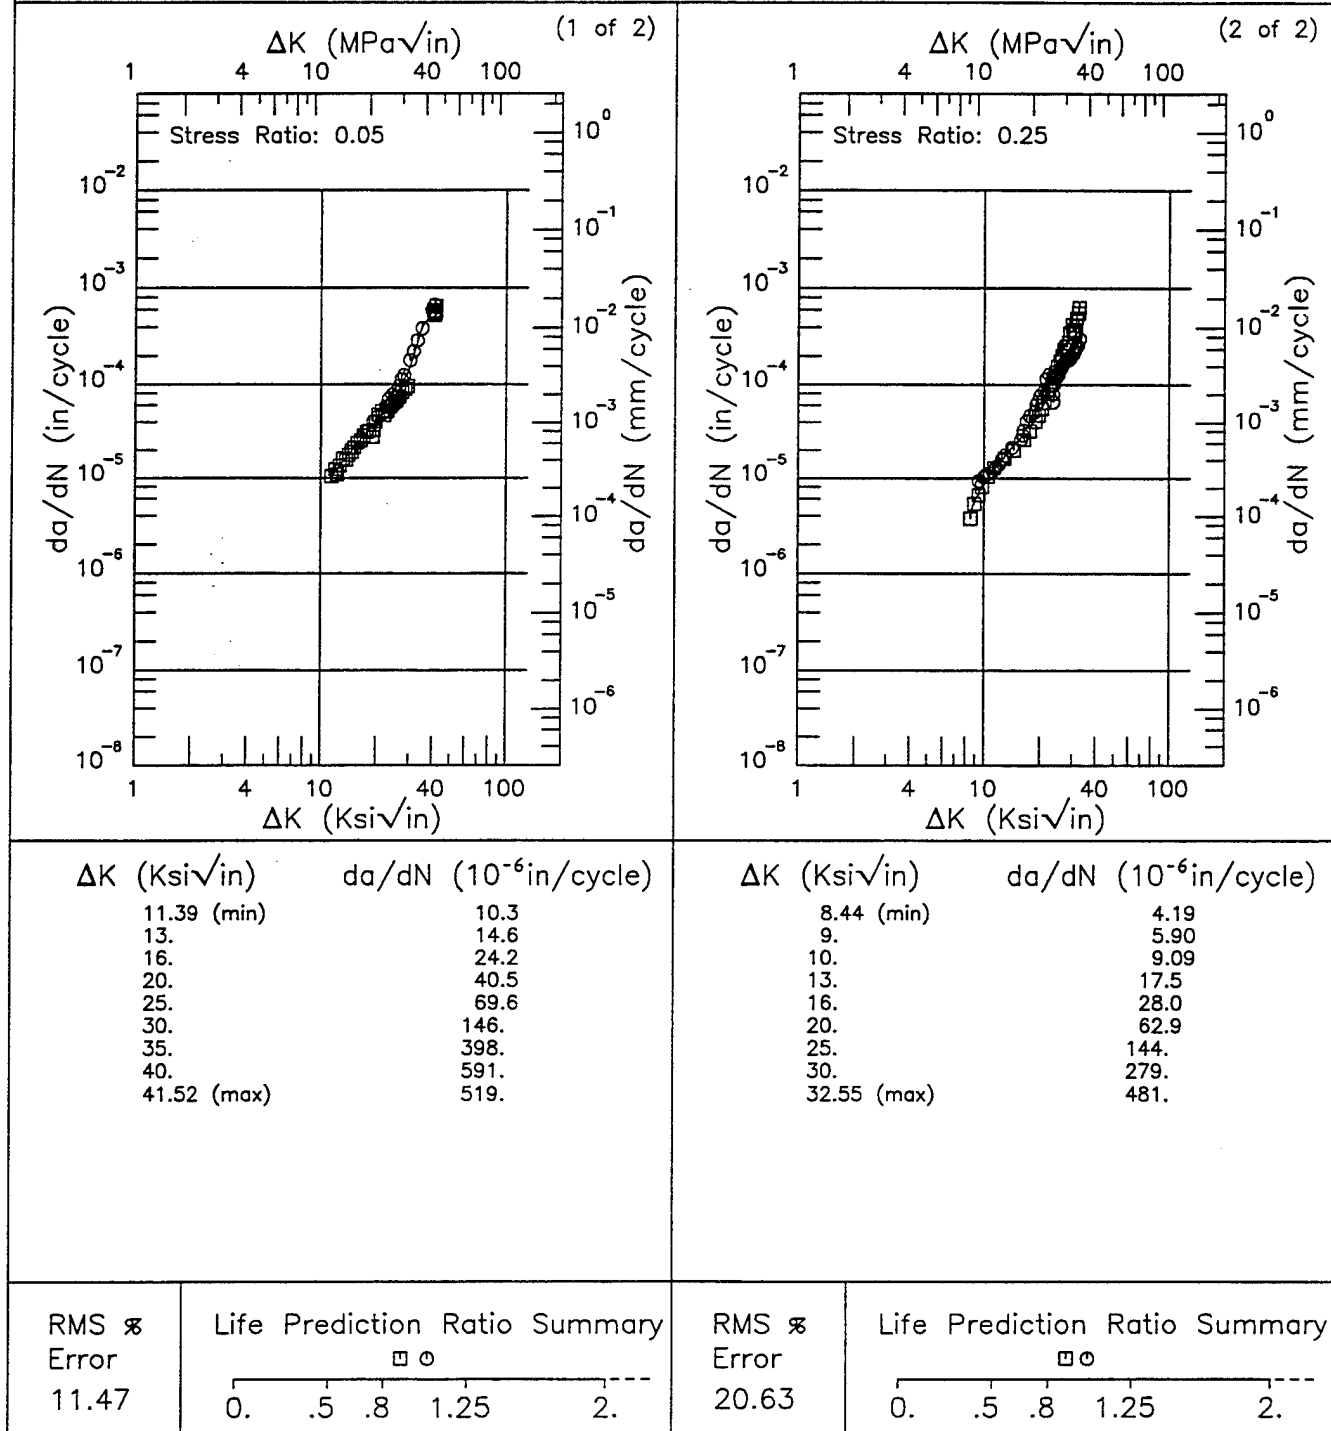 (1 of 2)
ΔK (MPa√in)
1 4 10 40 100
Stress Ratio: 0.05
10⁰
10⁻²
10⁻¹
10⁻³
10⁻²
10⁻⁴
10⁻³
10⁻⁵
10⁻⁴
10⁻⁶
10⁻⁵
10⁻⁷
10⁻⁶
10⁻⁸
da/dN (in/cycle)
da/dN (mm/cycle)
1 4 10 40 100
ΔK (Ksi√in)
ΔK (Ksi√in) da/dN (10⁻⁶in/cycle)
11.39 (min) 10.3
13. 14.6
16. 24.2
20. 40.5
25. 69.6
30. 146.
35. 398.
40. 591.
41.52 (max) 519.
RMS %
Error
11.47
Life Prediction Ratio Summary
0. .5 .8 1.25 2.
(2 of 2)
ΔK (MPa√in)
1 4 10 40 100
Stress Ratio: 0.25
10⁰
10⁻²
10⁻¹
10⁻³
10⁻²
10⁻⁴
10⁻³
10⁻⁵
10⁻⁴
10⁻⁶
10⁻⁵
10⁻⁷
10⁻⁶
10⁻⁸
da/dN (in/cycle)
da/dN (mm/cycle)
1 4 10 40 100
ΔK (Ksi√in)
ΔK (Ksi√in) da/dN (10⁻⁶in/cycle)
8.44 (min) 4.19
9. 5.90
10. 9.09
13. 17.5
16. 28.0
20. 62.9
25. 144.
30. 279.
32.55 (max) 481.
RMS %
Error
20.63
Life Prediction Ratio Summary
0. .5 .8 1.25 2.